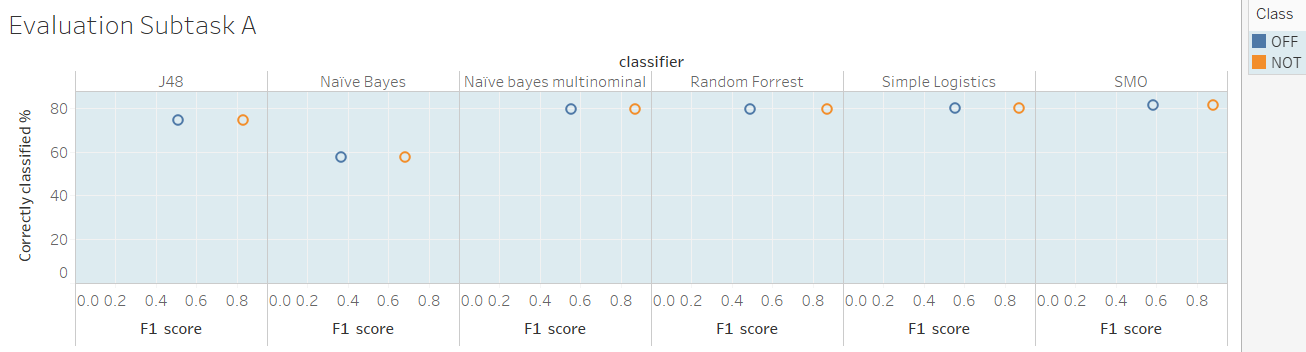 Evaluation Subtask A
Class
OFF
NOT
classifier
J48 Naïve Bayes Naïve bayes multinominal Random Forrest Simple Logistics SMO
Correctly classified %
80
60
40
20
0
0.0 0.2 0.4 0.6 0.8 0.0 0.2 0.4 0.6 0.8 0.0 0.2 0.4 0.6 0.8 0.0 0.2 0.4 0.6 0.8 0.0 0.2 0.4 0.6 0.8 0.0 0.2 0.4 0.6 0.8
F1 score F1 score F1 score F1 score F1 score F1 score